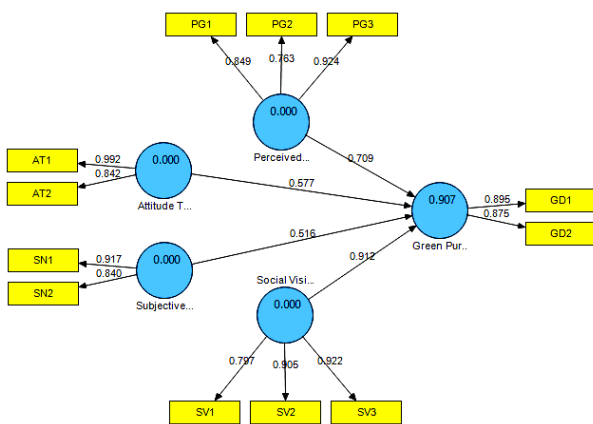 PG1 PG2 PG3
0.849 0.763 0.924
0.000
Perceived...
0.709
AT1
AT2
0.992
0.842
0.000
Attitude T...
0.577
0.907
Green Pur..
0.895
0.875
GD1
GD2
SN1
SN2
0.917
0.840
0.000
Subjective...
0.516
Social Visi...
0.000
0.912
0.797 0.905 0.922
SV1 SV2 SV3